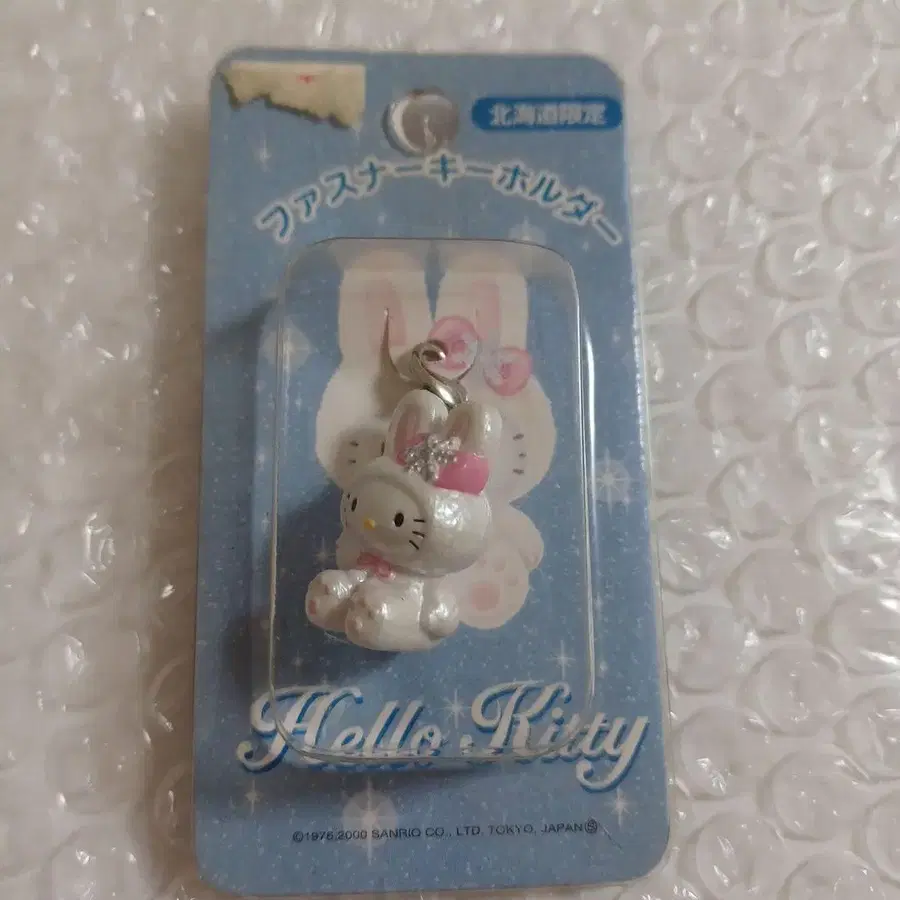 北海道限定
ファスナーキーホルダー
Hello Kitty
©1976,2000 SANRIO CO., LTD. TOKYO, JAPAN Ⓢ